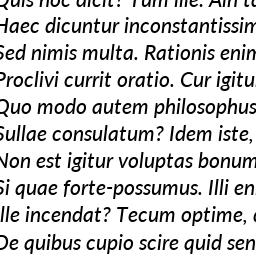 Quis hoc dicit? Tum ille: Ain tu
Haec dicuntur inconstantissim
Sed nimis multa. Rationis enim
Proclivi currit oratio. Cur igitu
Quo modo autem philosophus
Sullae consulatum? Idem iste,
Non est igitur voluptas bonum
Si quae forte-possumus. Illi en
Ille incendat? Tecum optime,
De quibus cupio scire quid sen